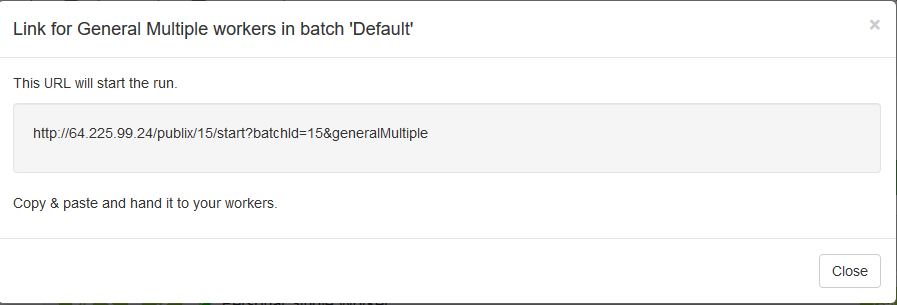 Link for General Multiple workers in batch 'Default'
×
This URL will start the run.
http://64.225.99.24/publix/15/start?batchId=15&generalMultiple
Copy & paste and hand it to your workers.
Close